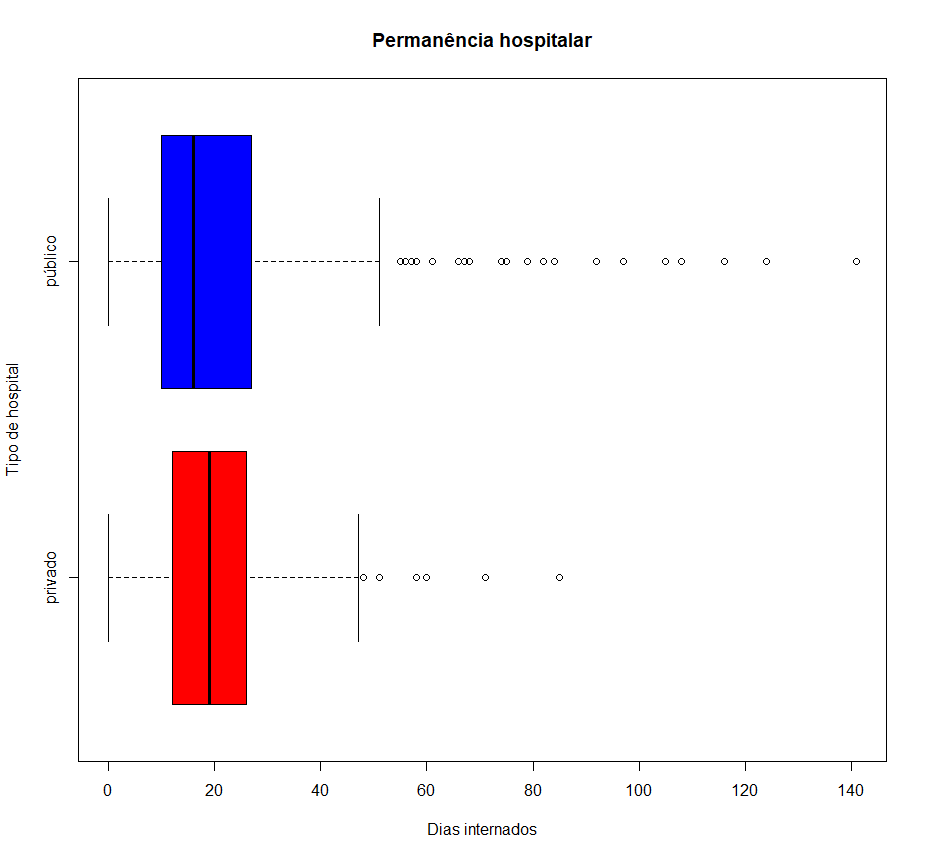 Permanência hospitalar
Tipo de hospital
público
privado
0 20 40 60 80 100 120 140
Dias internados